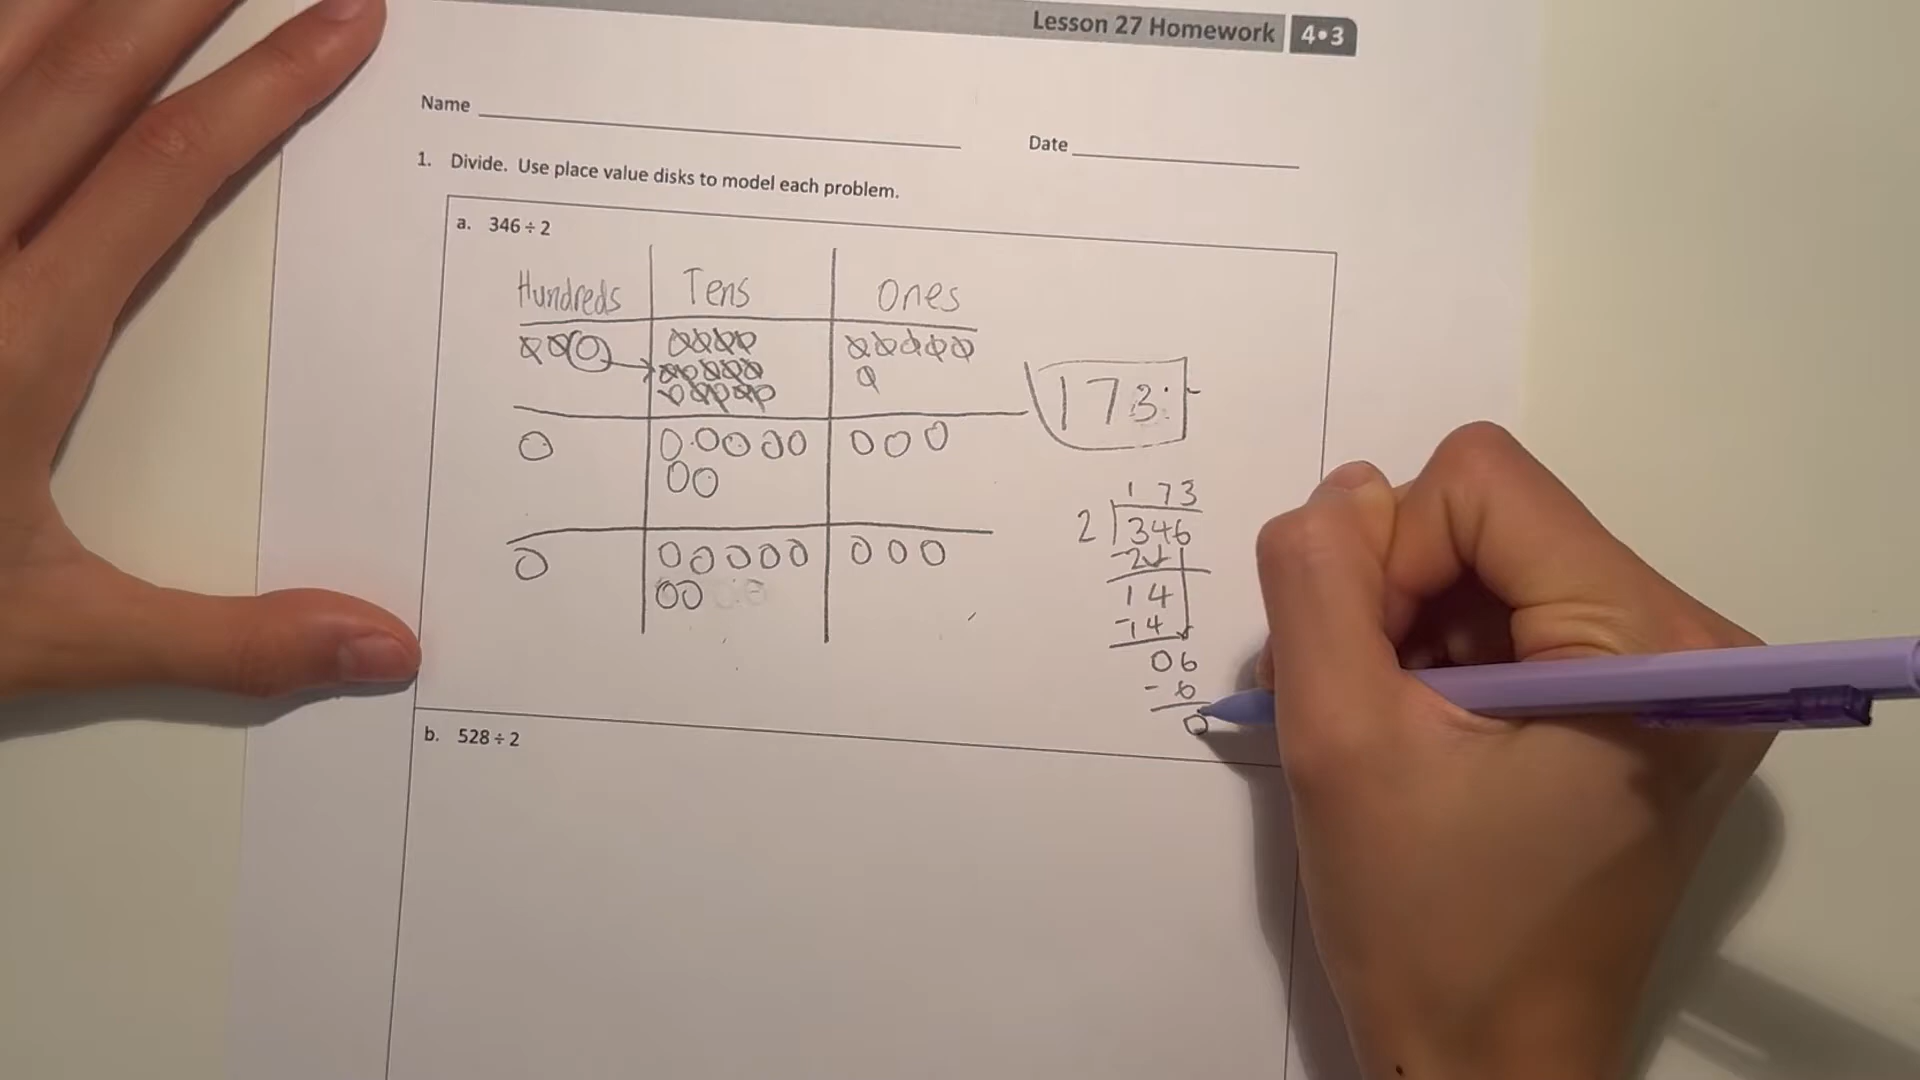 Lesson 27 Homework 4•3
Name
Date
1. Divide. Use place value disks to model each problem.
a. 346 ÷ 2
Hundreds Tens Ones
173
173
2 346
-2
14
-14
06
-6
0
b. 528 ÷ 2